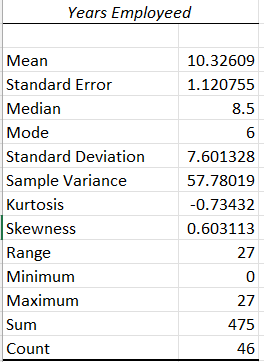 Years Employeed
Mean 10.32609
Standard Error 1.120755
Median 8.5
Mode 6
Standard Deviation 7.601328
Sample Variance 57.78019
Kurtosis -0.73432
Skewness 0.603113
Range 27
Minimum 0
Maximum 27
Sum 475
Count 46